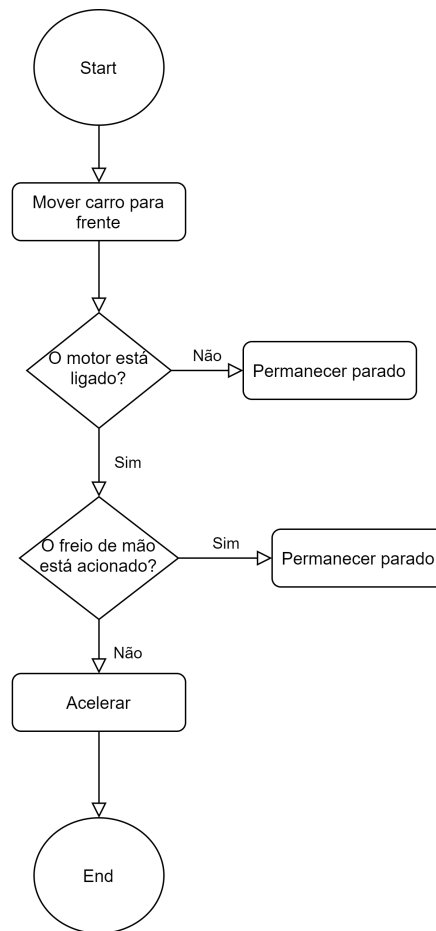 Start
Mover carro para
frente
O motor está
ligado?
Não
Permanecer parado
Sim
O freio de mão
está acionado?
Sim
Permanecer parado
Não
Acelerar
End